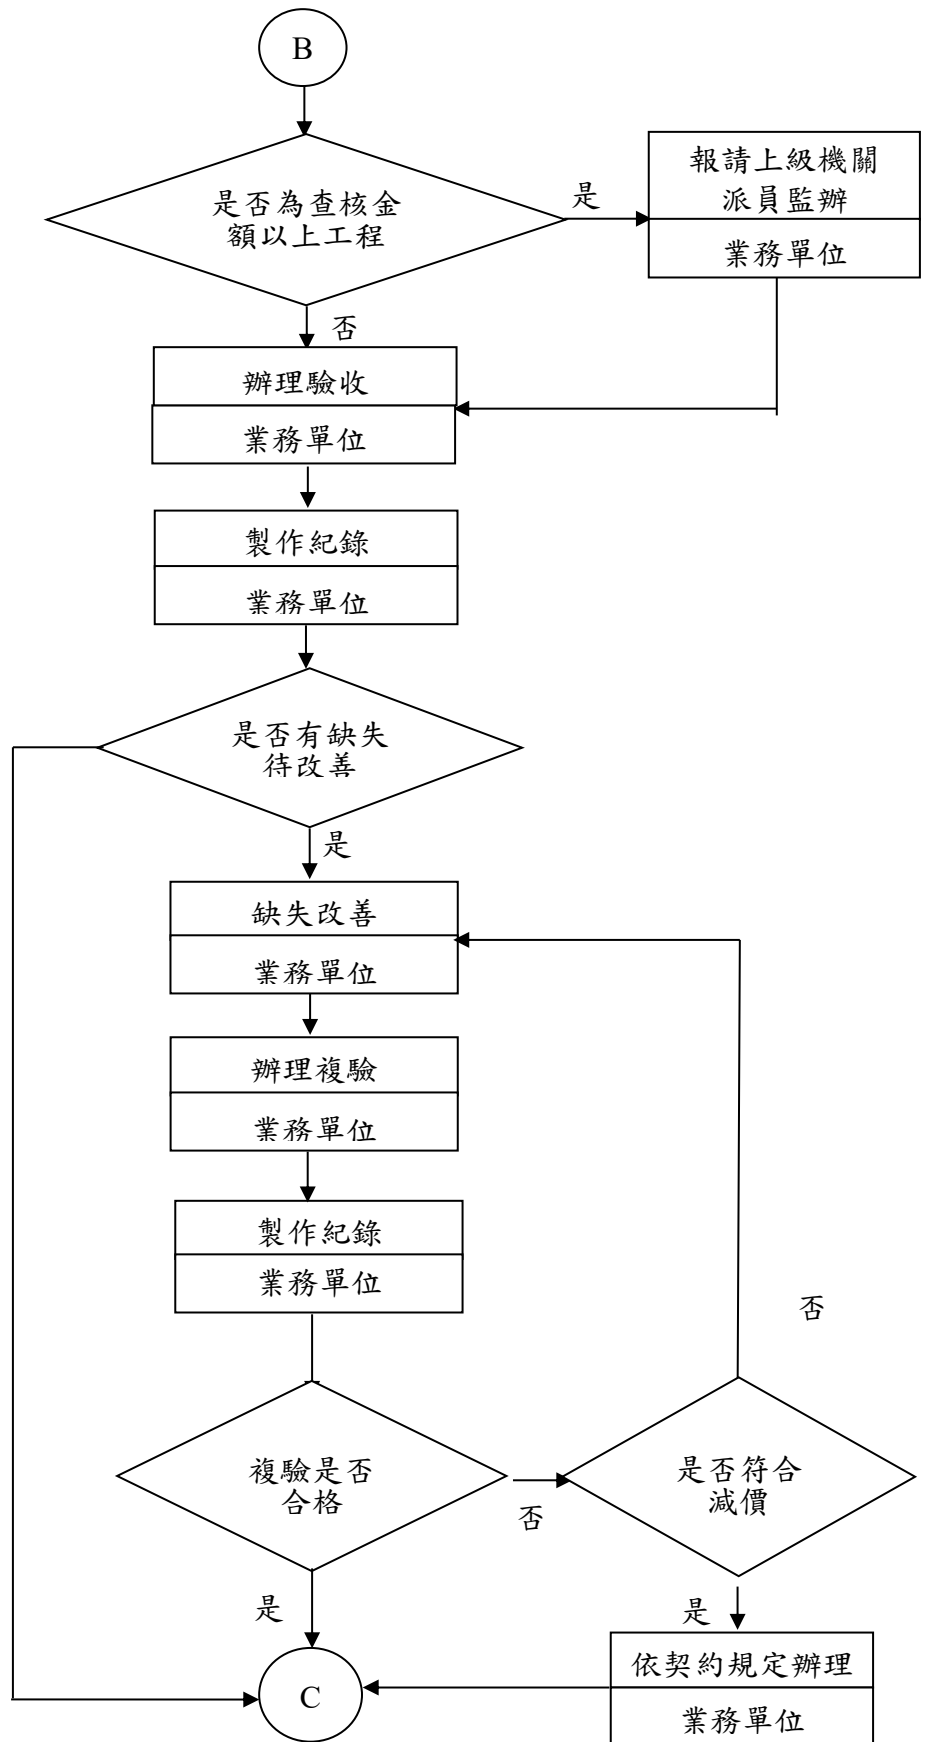 B
是否為查核金
額以上工程
是
報請上級機關
派員監辦
業務單位
否
辦理驗收
業務單位
製作紀錄
業務單位
是否有缺失
待改善
是
缺失改善
業務單位
辦理複驗
業務單位
製作紀錄
業務單位
否
複驗是否
合格
否
是否符合
減價
是
是
依契約規定辦理
業務單位
C